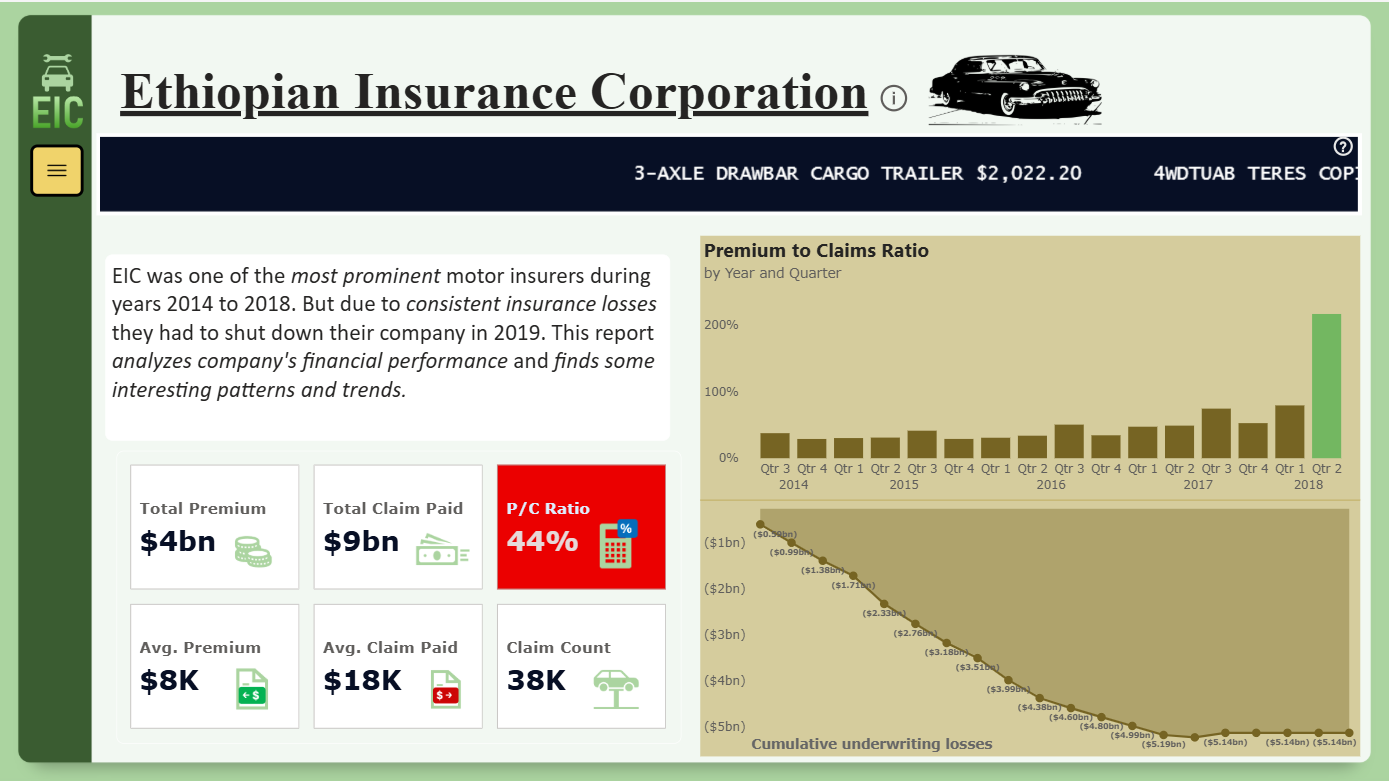 EIC
Ethiopian Insurance Corporation
3-AXLE DRAWBAR CARGO TRAILER $2,022.20 4WDTUAB TERES
EIC was one of the most prominent motor insurers during
years 2014 to 2018. But due to consistent insurance losses
they had to shut down their company in 2019. This report
analyzes company's financial performance and finds some
interesting patterns and trends.
Total Premium
$4bn
Total Claim Paid
$9bn
P/C Ratio
44%
%
Avg. Premium
$8K
$
Avg. Claim Paid
$18K
$
Claim Count
38K
Premium to Claims Ratio
by Year and Quarter
200%
100%
0%
Qtr 3 Qtr 4 Qtr 1 Qtr 2 Qtr 3 Qtr 4 Qtr 1 Qtr 2 Qtr 3 Qtr 4 Qtr 1 Qtr 2 Qtr 3 Qtr 4 Qtr 1 Qtr 2
2014 2015 2016 2017 2018
($1bn)
($2bn)
($3bn)
($4bn)
($5bn)
($0.59bn)
($0.99bn)
($1.38bn)
($1.71bn)
($2.33bn)
($2.76bn)
($3.18bn)
($3.51bn)
($3.99bn)
($4.38bn)
($4.60bn)
($4.80bn)
($4.99bn)
($5.19bn)
($5.14bn)
($5.14bn)
($5.14bn)
Cumulative underwriting losses